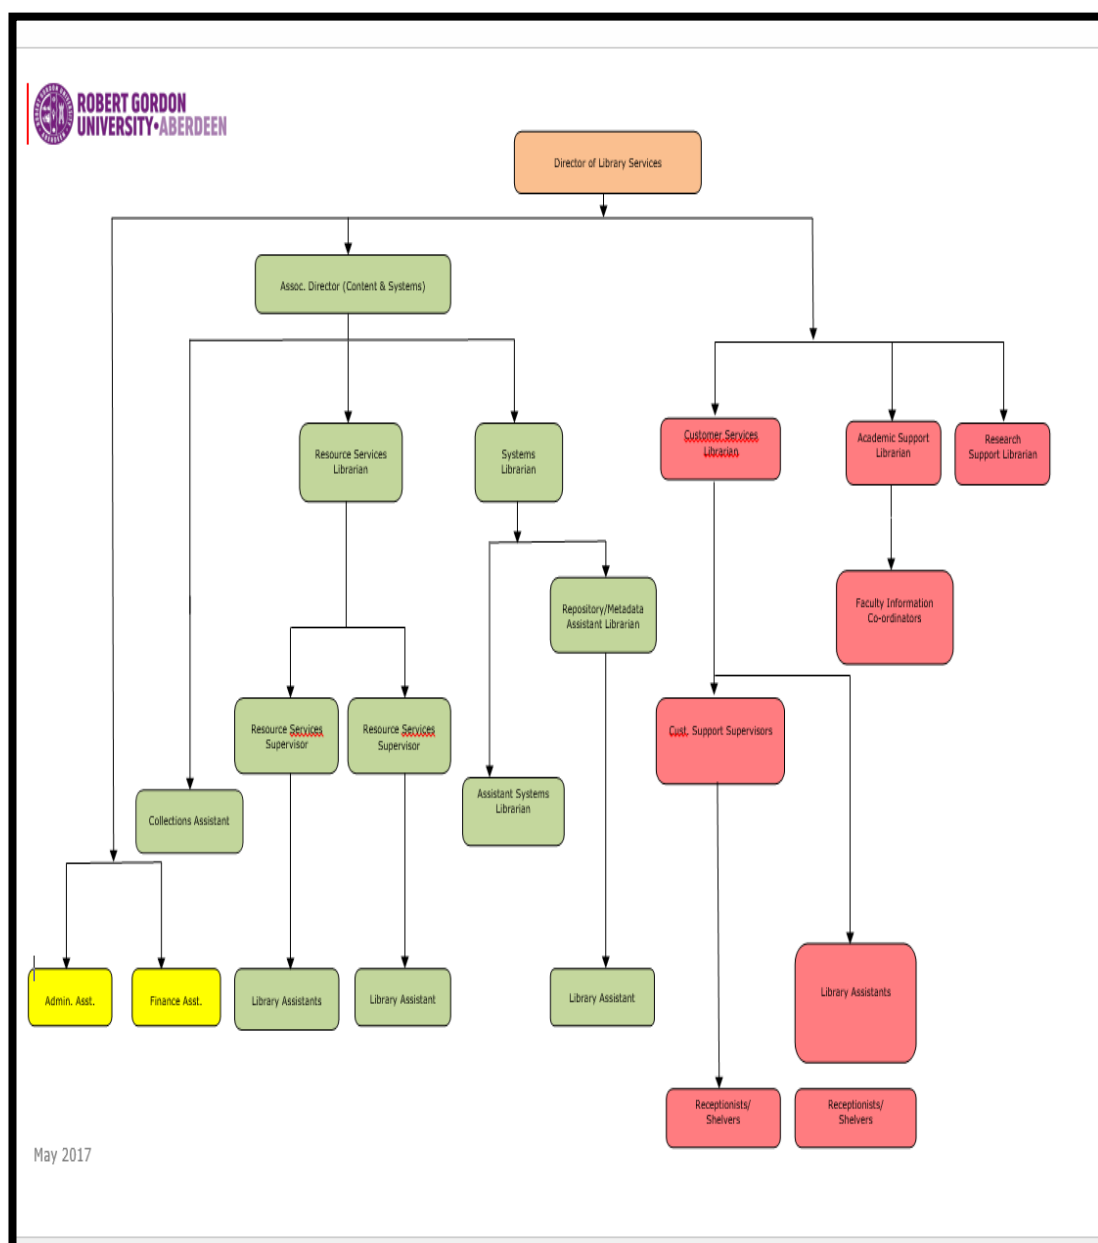 ROBERT GORDON
UNIVERSITY•ABERDEEN
Director of Library Services
Assoc. Director (Content & Systems)
Resource Services
Librarian
Systems
Librarian
Customer Services
Librarian
Academic Support
Librarian
Research
Support Librarian
Repository/Metadata
Assistant Librarian
Faculty Information
Co-ordinators
Resource Services
Supervisor
Resource Services
Supervisor
Cust. Support Supervisors
Collections Assistant
Assistant Systems
Librarian
Admin. Asst.
Finance Asst.
Library Assistants
Library Assistant
Library Assistant
Library Assistants
Receptionists/
Shelvers
Receptionists/
Shelvers
May 2017